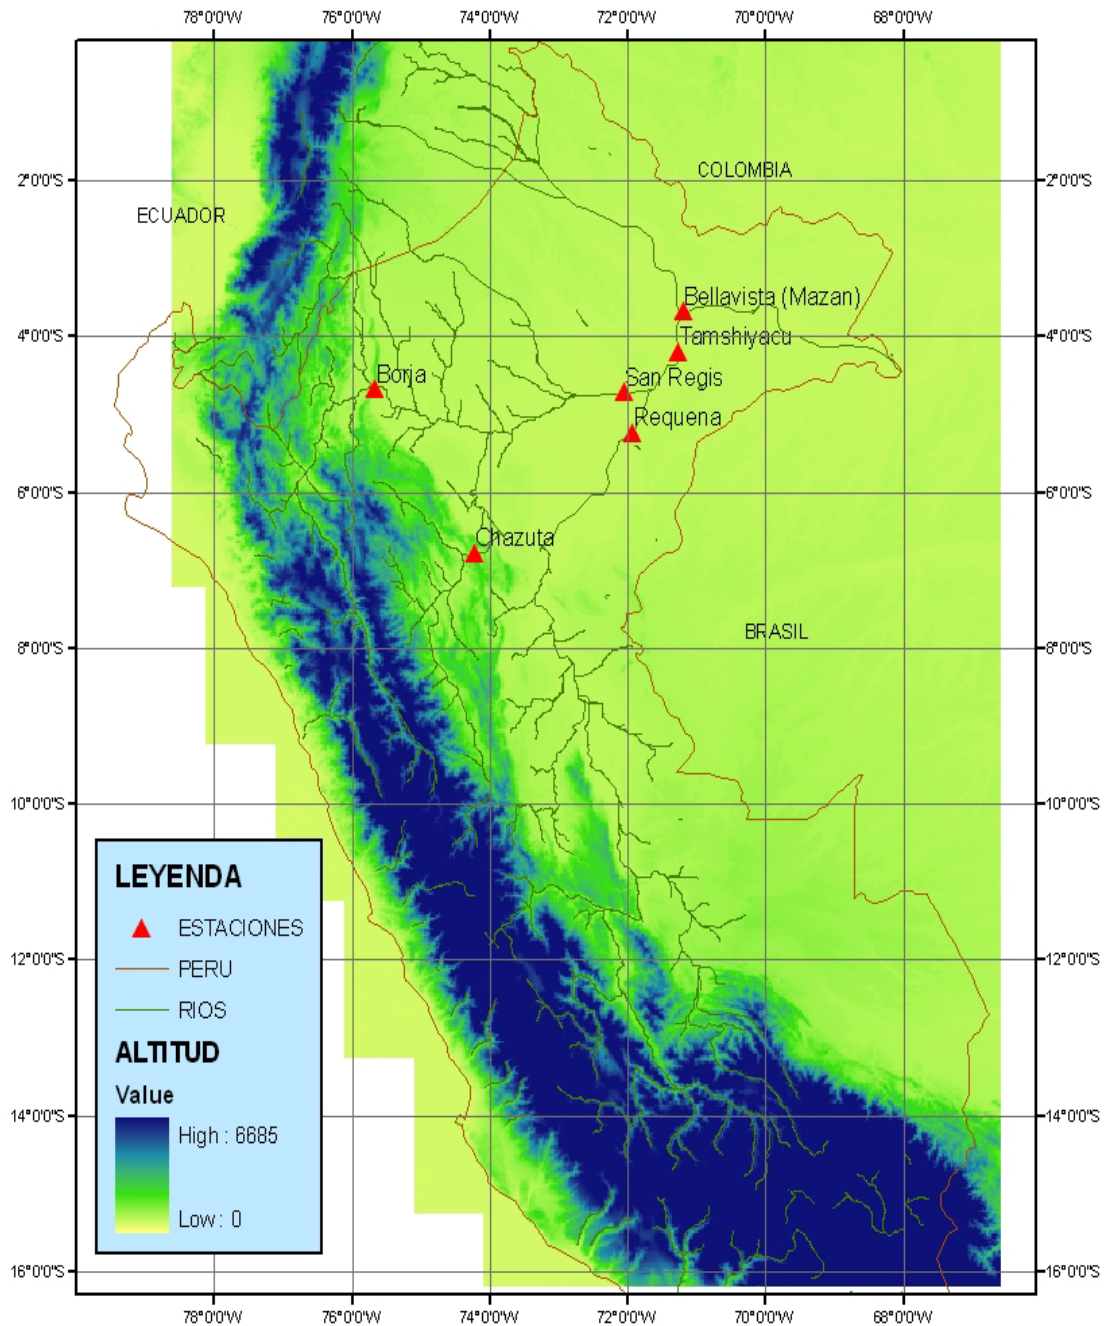 78°0'0"W 76°0'0"W 74°0'0"W 72°0'0"W 70°0'0"W 68°0'0"W
COLOMBIA
2°0'0"S 2°0'0"S
ECUADOR
Bellavista (Mazan)
4°0'0"S Tamshiyacu 4°0'0"S
Borja San Regis
Requena
6°0'0"S 6°0'0"S
Chazuta
BRASIL
8°0'0"S 8°0'0"S
10°0'0"S 10°0'0"S
LEYENDA
ESTACIONES
12°0'0"S
PERU
RIOS
ALTITUD
Value
14°0'0"S
High : 6685
Low : 0
16°0'0"S 16°0'0"S
78°0'0"W 76°0'0"W 74°0'0"W 72°0'0"W 70°0'0"W 68°0'0"W
12°0'0"S
14°0'0"S